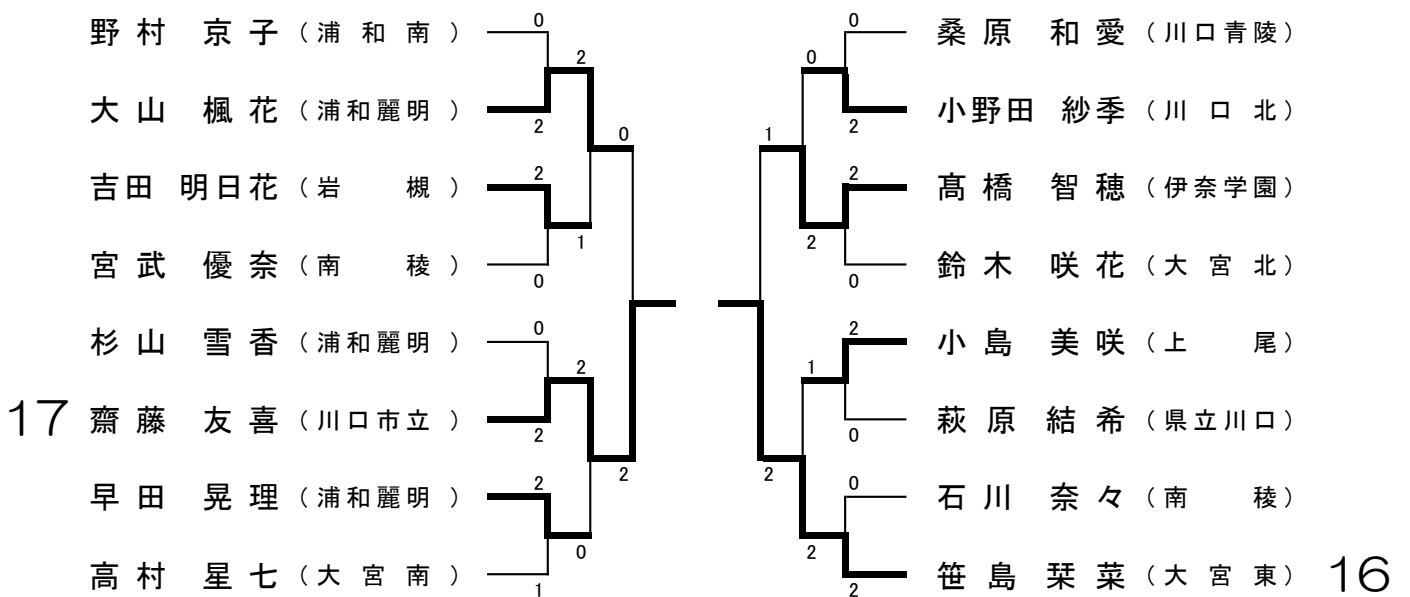 0
野村 京子 （浦和南）
2
大山 楓花 （浦和麗明）
2
0
2
吉田 明日花 （岩槻）
1
宮武 優奈 （南稜）
0
0
杉山 雪香 （浦和麗明）
2
17 齋藤 友喜 （川口市立）
2
2
2
早田 晃理 （浦和麗明）
0
高村 星七 （大宮南）
1
0
桑原 和愛 （川口青陵）
0
小野田 紗季 （川口北）
2
1
2
髙橋 智穂 （伊奈学園）
2
鈴木 咲花 （大宮北）
0
2
小島 美咲 （上尾）
1
萩原 結希 （県立川口）
0
2
0
石川 奈々 （南稜）
2
笹島 栞菜 （大宮東） 16
2